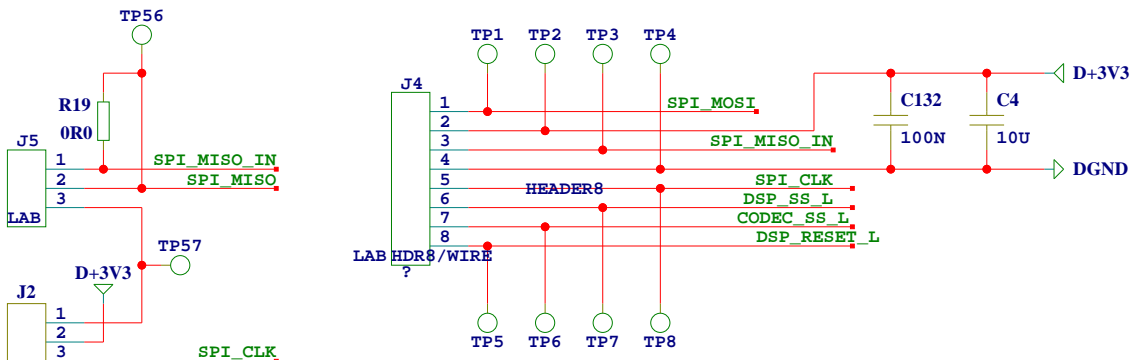 TP56
TP1 TP2 TP3 TP4
D+3V3
J4
R19
0R0
C132 C4
100N 10U
1 SPI_MOSI
2
J5
3 SPI_MISO_IN
1 SPI_MISO_IN
4 DGND
2 SPI_MISO
5 SPI_CLK
HEADER8
3
6 DSP_SS_L
LAB
7 CODEC_SS_L
8 DSP_RESET_L
TP57
LAB HDR8/WIRE
?
D+3V3
J2
1
2
3 SPI_CLK
TP5 TP6 TP7 TP8